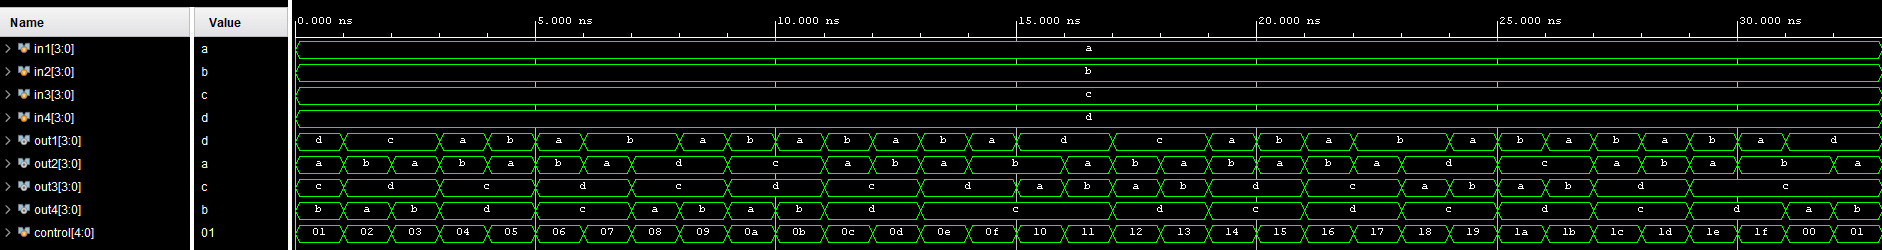 Name Value 0.000 ns 5.000 ns 10.000 ns 15.000 ns 20.000 ns 25.000 ns 30.000 ns
in1[3:0] a a
in2[3:0] b b
in3[3:0] c c
in4[3:0] d d
out1[3:0] d d c a b a b a b a b a b a d c a b a b a b a b a b a d
out2[3:0] a a b a b a b a d c a b a b a b a b a b a d c a b a b a
out3[3:0] c c d c d c d c d a b a b d c a b a b d c
out4[3:0] b b a b d c a b a b d c d c d c d c d a b
control[4:0] 01 01 02 03 04 05 06 07 08 09 0a 0b 0c 0d 0e 0f 10 11 12 13 14 15 16 17 18 19 1a 1b 1c 1d 1e 1f 00 01